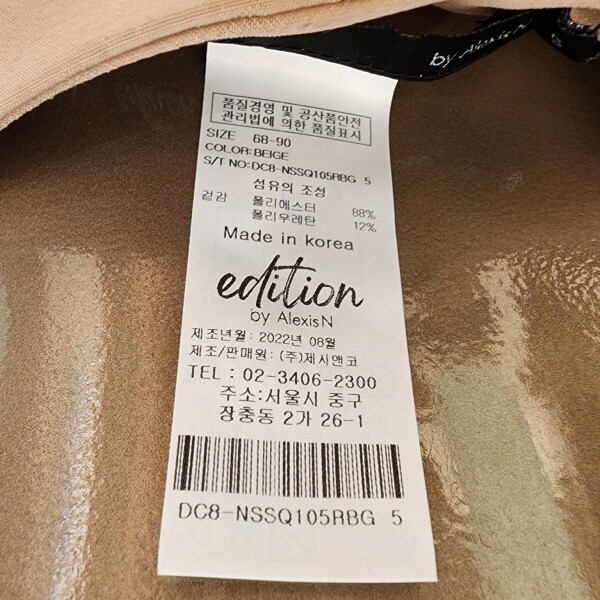 by AlexisN
품질경영 및 공산품안전
관리법에 의한 품질표시
SIZE 68-90
COLOR:BEIGE
S/T NO:DC8-NSSQ105RBG 5
섬유의 조성
겉감 폴리에스터 88%
폴리우레탄 12%
Made in korea
edition
by AlexisN
제조년월 : 2022년 08월
제조/판매원 : (주)제시앤코
TEL : 02-3406-2300
주소:서울시 중구
장충동 2가 26-1
DC8-NSSQ105RBG 5